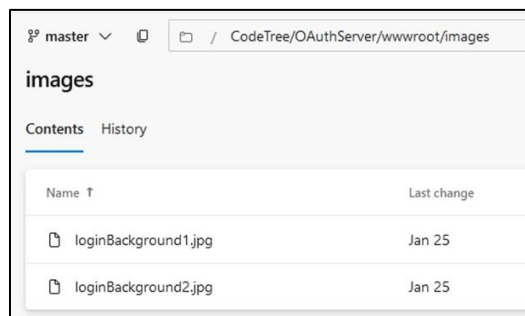 master / CodeTree/OAuthServer/wwwroot/images
images
Contents History
Name ↑ Last change
loginBackground1.jpg Jan 25
loginBackground2.jpg Jan 25